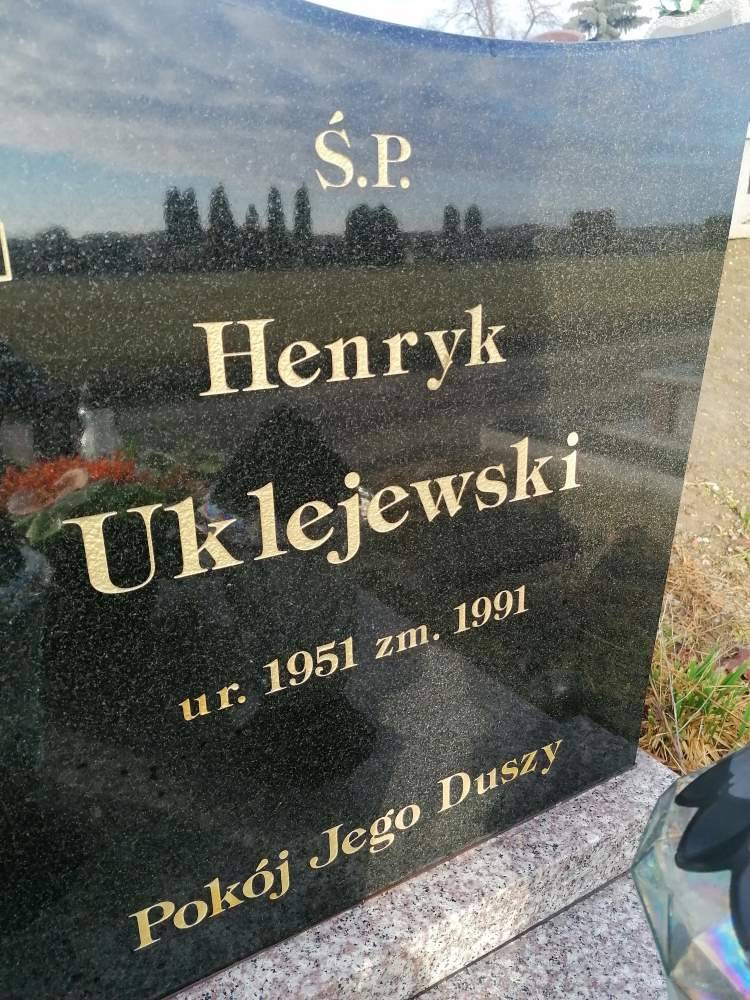 Ś.P.
Henryk
Uklejewski
ur. 1951 zm. 1991
Pokój Jego Duszy